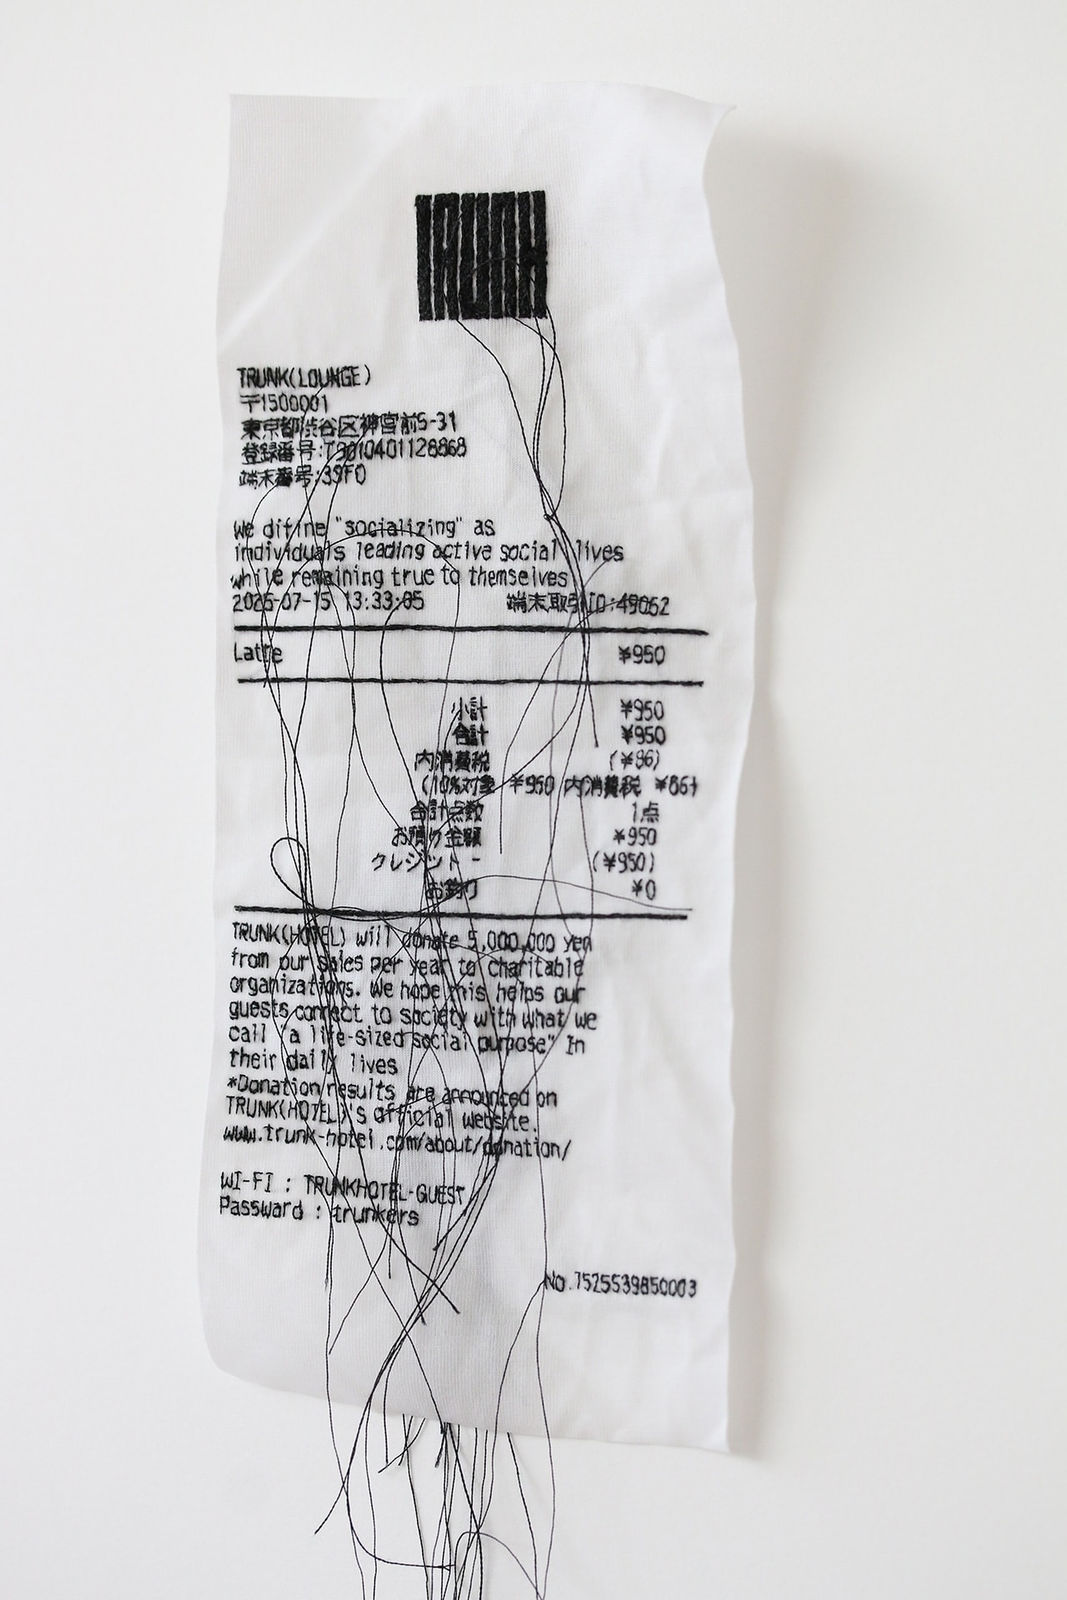 TRUNK
TRUNK(LOUNGE)
〒1500001
東京都渋谷区神宮前5-31
登録番号:T3010401128868
端末番号:39F0
We difine "socializing" as
individuals leading active social lives
while remaining true to themselves
2025-07-15 13:33:05 端末取引ID:49062
Latte ¥950
小計 ¥950
合計 ¥950
内消費税 (¥86)
(10%対象 ¥950 内消費税 ¥86)
合計点数 1点
お預り金額 ¥950
クレジット - (¥950)
お釣り ¥0
TRUNK(HOTEL) will donate 5,000,000 yen
from our sales per year to charitable
organizations. We hope this helps our
guests connect to society with what we
call "a life-sized social purpose" In
their daily lives
*Donation results are announced on
TRUNK(HOTEL)'s official website.
www.trunk-hotel.com/about/donation/
WI-FI : TRUNKHOTEL-GUEST
Passward : trunkers
No.7525539850003